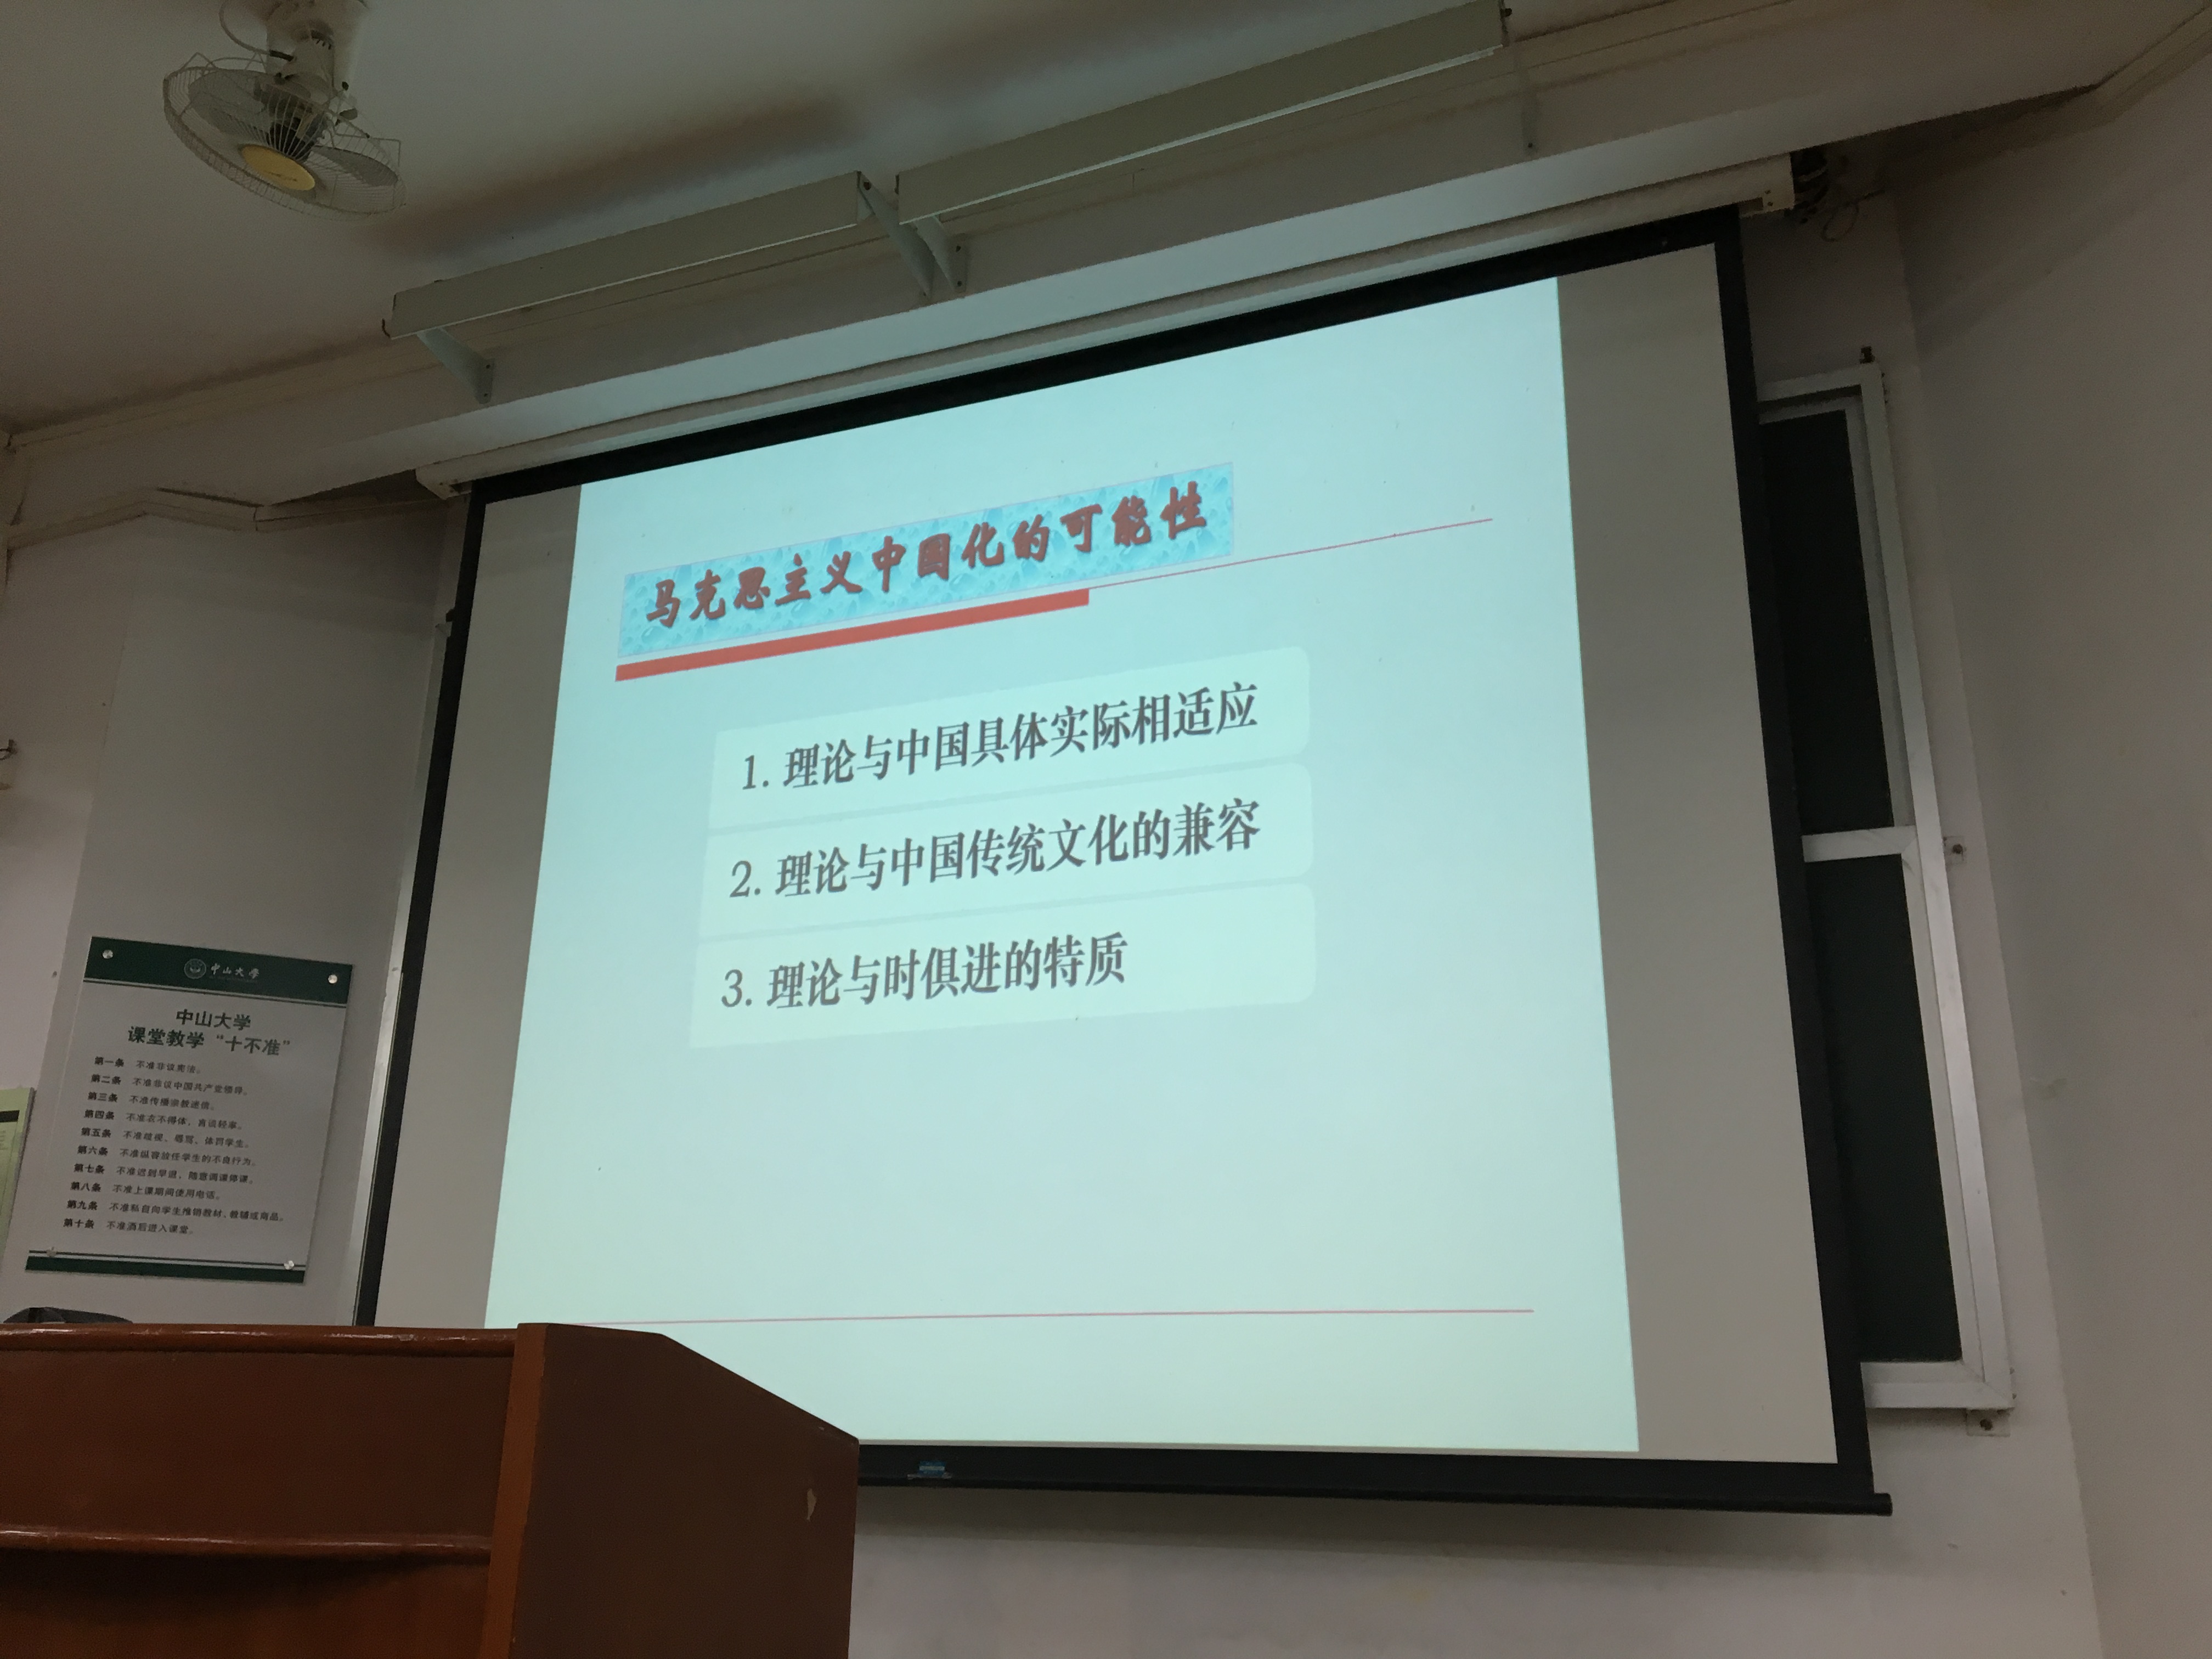 马克思主义中国化的可能性
1. 理论与中国具体实际相适应
2. 理论与中国传统文化的兼容
3. 理论与时俱进的特质
中山大学
中山大学
课堂教学 “十不准”
第一条 不准非议宪法。
第二条 不准非议中国共产党领导。
第三条 不准传播宗教迷信。
第四条 不准衣不得体、言谈轻率。
第五条 不准歧视、辱骂、体罚学生。
第六条 不准纵容放任学生的不良行为。
第七条 不准迟到早退、随意调课停课。
第八条 不准上课期间使用电话。
第九条 不准私自向学生推销教材、教辅或商品。
第十条 不准酒后进入课堂。